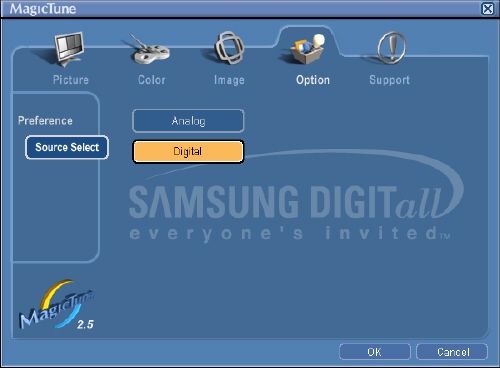 MagicTune
Picture
Color
Image
Option
Support
Preference
Source Select
Analog
Digital
SAMSUNG DIGITall
everyone's invited™
MagicTune
2.5
OK
Cancel